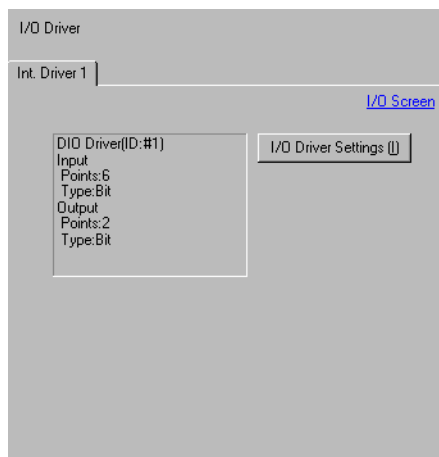 I/O Driver
Int. Driver 1
I/O Screen
DIO Driver(ID:#1)
Input
Points:6
Type:Bit
Output
Points:2
Type:Bit
I/O Driver Settings (I)